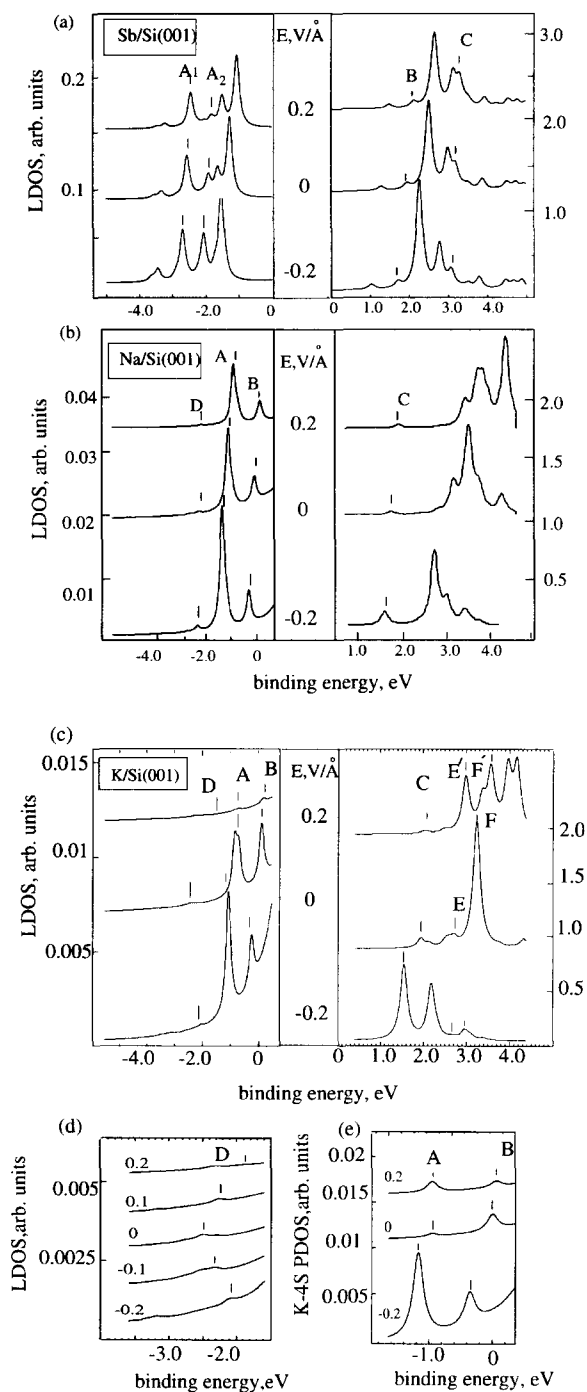 (a)
Sb/Si(001)
E,V/Å
A1
A2
B
C
0.2
0.1
LDOS, arb. units
0.2
0
-0.2
3.0
2.0
1.0
-4.0 -2.0 0
0 1.0 2.0 3.0 4.0
(b)
Na/Si(001)
E,V/Å
D
A
B
C
0.04
0.03
0.02
0.01
LDOS, arb. units
0.2
0
-0.2
2.0
1.5
1.0
0.5
-4.0 -2.0 0
1.0 2.0 3.0 4.0
binding energy, eV
binding energy, eV
(c)
K/Si(001)
E,V/Å
D
A
B
C
E′
F′
F
E
0.015
0.01
0.005
LDOS, arb. units
0.2
0
-0.2
2.0
1.5
1.0
0.5
-4.0 -2.0 0
0 1.0 2.0 3.0 4.0
binding energy, eV
binding energy, eV
(d)
D
0.005
0.0025
LDOS,arb. units
0.2
0.1
0
-0.1
-0.2
-3.0 -2.0
binding energy,eV
(e)
A
B
0.02
0.015
0.01
0.005
K-4S PDOS,arb. units
0.2
0
-0.2
-1.0 0
binding energy, eV